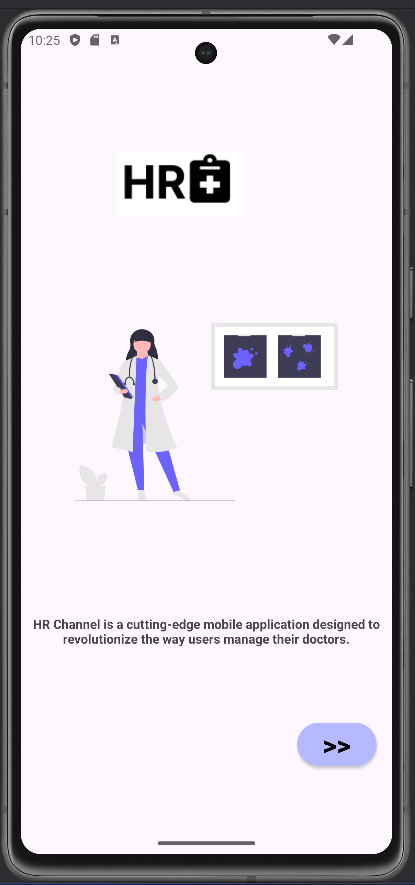 10:25
A
HR
HR Channel is a cutting-edge mobile application designed to
revolutionize the way users manage their doctors.
>>